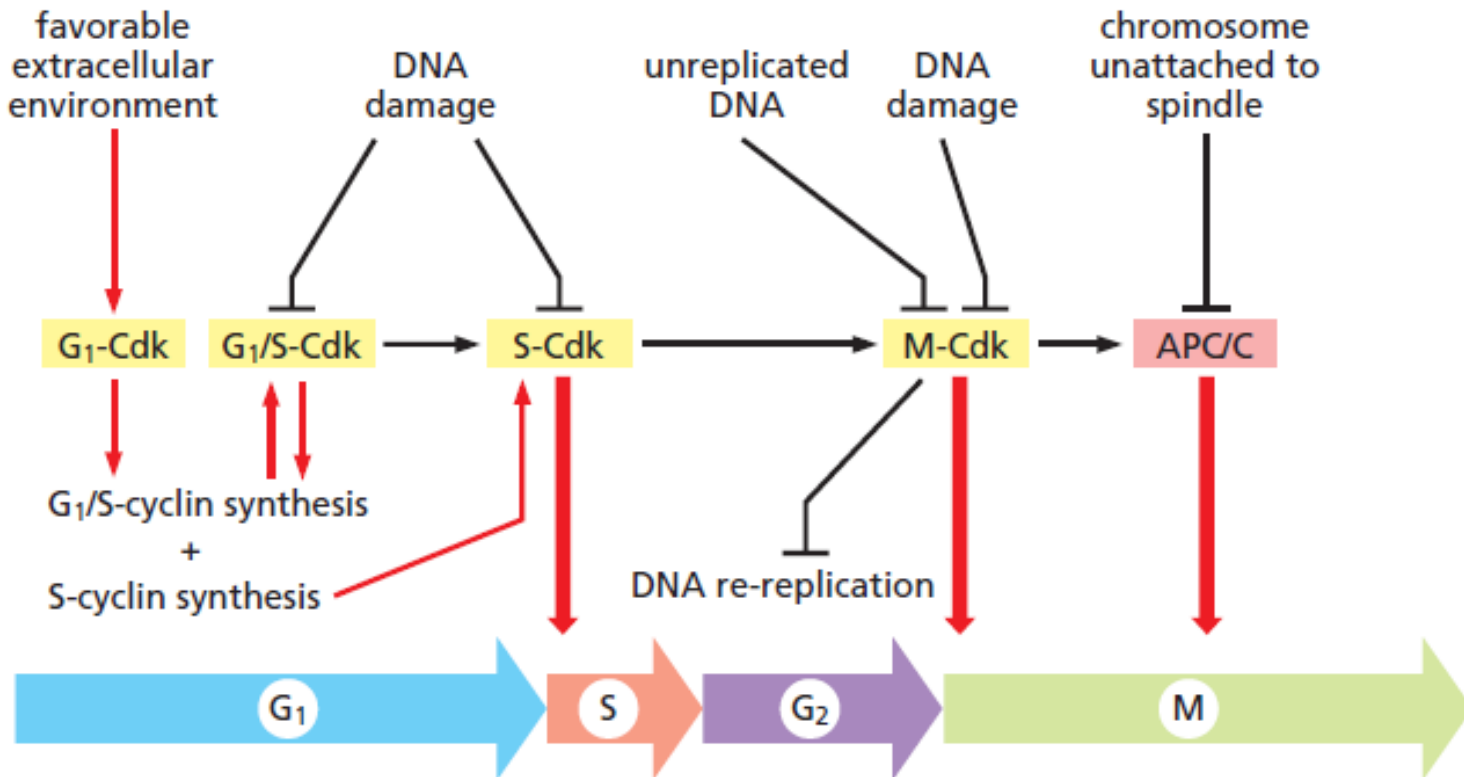 favorable
extracellular
environment
DNA
damage
unreplicated
DNA
DNA
damage
chromosome
unattached to
spindle
G₁-Cdk
G₁/S-Cdk
S-Cdk
M-Cdk
APC/C
G₁/S-cyclin synthesis
+
S-cyclin synthesis
DNA re-replication
G₁
S
G₂
M